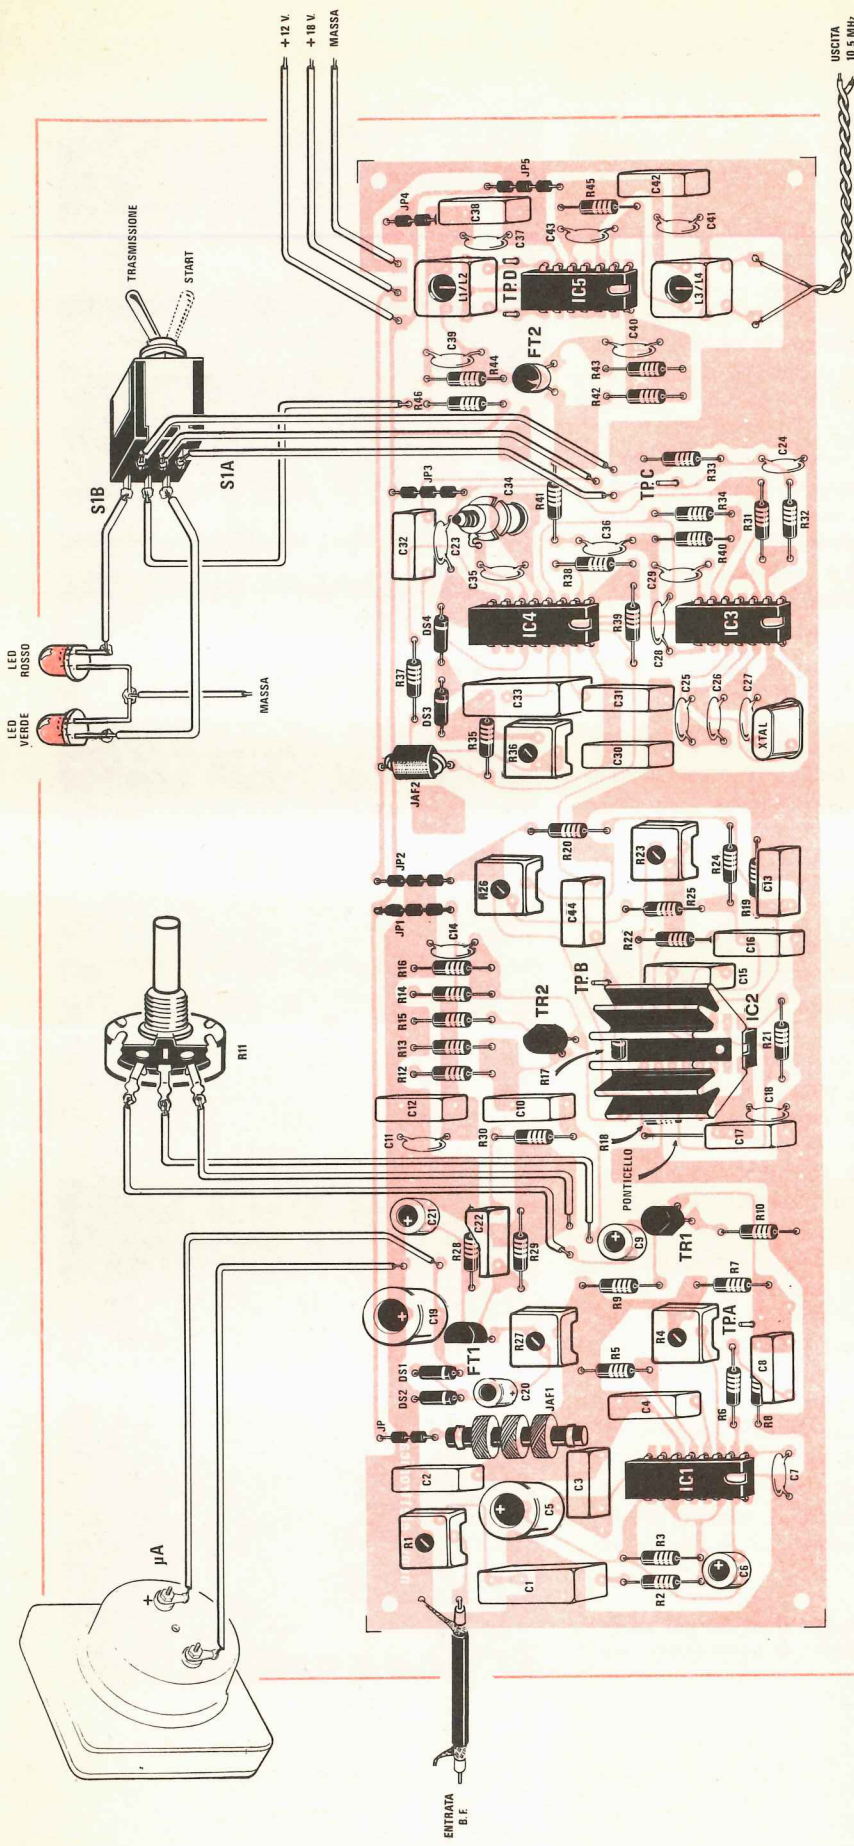 + 12 V.
+ 18 V.
MASSA
USCITA
10,5 MHz
TRASMISSIONE
START
S1B
S1A
LED
ROSSO
LED
VERDE
MASSA
R11
µA
+
ENTRATA
B.F.
JP4
JP5
C38
C37
C43
R45
C42
C41
L1/L2
TP.D
IC5
L3/L4
C39
R44
R46
FT2
C40
R43
R42
JP3
C32
C23
C34
C35
R41
C36
R38
TP.C
R33
C24
R34
R40
R31
R32
C29
DS4
DS3
R37
IC4
R39
C28
IC3
C33
C31
R35
R36
C30
C25
C26
C27
XTAL
JAF2
JP2
JP1
R26
R20
R23
C44
R24
R19
C13
R25
R22
C16
C15
C14
R16
R14
R15
R13
R12
TR2
TP.B
R17
IC2
R21
C12
C10
C11
R30
R18
PONTICELLO
C17
C18
C21
C22
R28
R29
C9
TR1
R10
R9
R7
C19
FT1
R27
R4
TP.A
DS1
DS2
C20
R5
C4
R6
R8
C8
JP
JAF1
C2
C5
C3
IC1
C7
R1
C1
R3
R2
C6
+
+
+
+
+
+